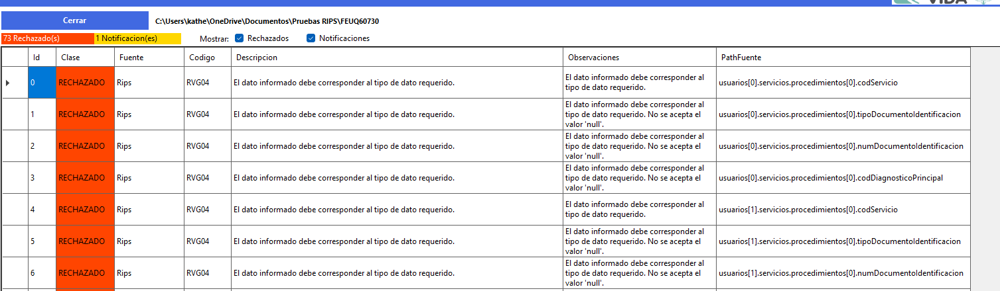 VIDA
Cerrar C:\Users\kathe\OneDrive\Documentos\Pruebas RIPS\FEUQ60730
73 Rechazado(s) 1 Notificacion(es) Mostrar: Rechazados Notificaciones
Id Clase Fuente Codigo Descripcion Observaciones PathFuente
0 RECHAZADO Rips RVG04 El dato informado debe corresponder al tipo de dato requerido. El dato informado debe corresponder al
tipo de dato requerido. usuarios[0].servicios.procedimientos[0].codServicio
1 RECHAZADO Rips RVG04 El dato informado debe corresponder al tipo de dato requerido. El dato informado debe corresponder al
tipo de dato requerido. No se acepta el
valor 'null'. usuarios[0].servicios.procedimientos[0].tipoDocumentoIdentificacion
2 RECHAZADO Rips RVG04 El dato informado debe corresponder al tipo de dato requerido. El dato informado debe corresponder al
tipo de dato requerido. No se acepta el
valor 'null'. usuarios[0].servicios.procedimientos[0].numDocumentoIdentificacion
3 RECHAZADO Rips RVG04 El dato informado debe corresponder al tipo de dato requerido. El dato informado debe corresponder al
tipo de dato requerido. No se acepta el
valor 'null'. usuarios[0].servicios.procedimientos[0].codDiagnosticoPrincipal
4 RECHAZADO Rips RVG04 El dato informado debe corresponder al tipo de dato requerido. El dato informado debe corresponder al
tipo de dato requerido. usuarios[1].servicios.procedimientos[0].codServicio
5 RECHAZADO Rips RVG04 El dato informado debe corresponder al tipo de dato requerido. El dato informado debe corresponder al
tipo de dato requerido. No se acepta el
valor 'null'. usuarios[1].servicios.procedimientos[0].tipoDocumentoIdentificacion
6 RECHAZADO Rips RVG04 El dato informado debe corresponder al tipo de dato requerido. El dato informado debe corresponder al
tipo de dato requerido. No se acepta el
valor 'null'. usuarios[1].servicios.procedimientos[0].numDocumentoIdentificacion